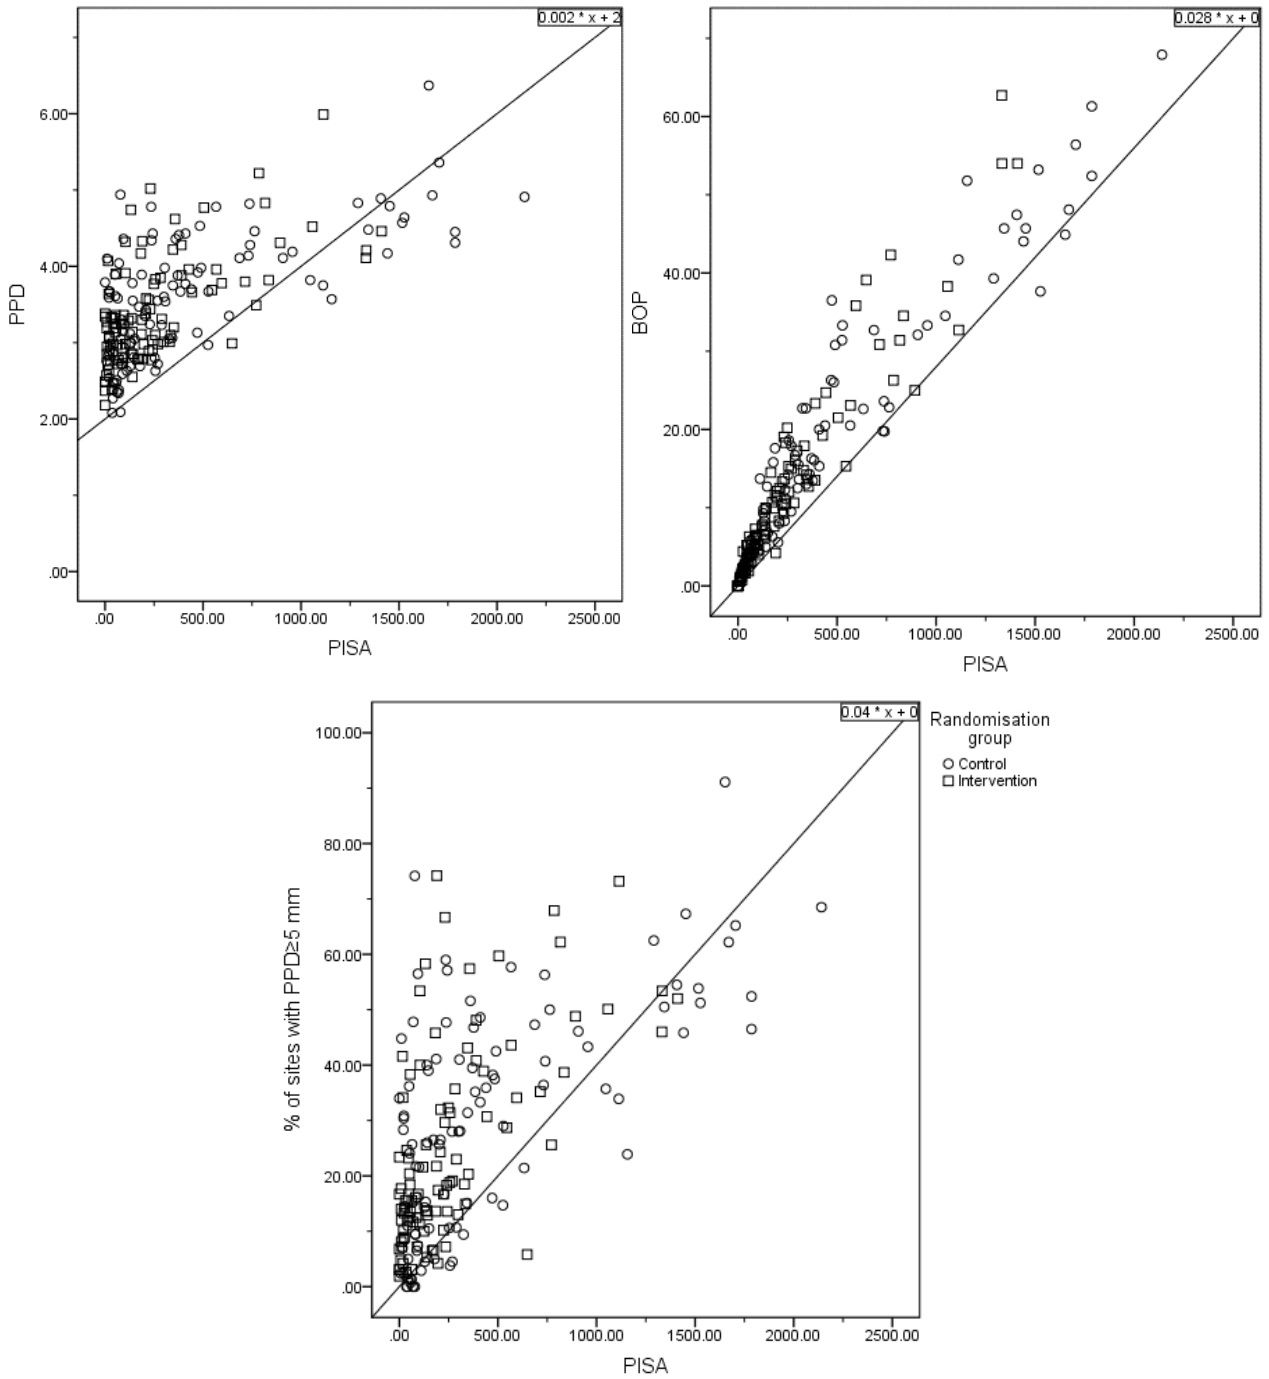 0.002 * x + 2
6.00
4.00
2.00
.00
PPD
.00 500.00 1000.00 1500.00 2000.00 2500.00
PISA
0.028 * x + 0
60.00
40.00
20.00
.00
BOP
.00 500.00 1000.00 1500.00 2000.00 2500.00
PISA
0.04 * x + 0
100.00
80.00
60.00
40.00
20.00
.00
% of sites with PPD≥5 mm
.00 500.00 1000.00 1500.00 2000.00 2500.00
PISA
Randomisation
group
Control
Intervention